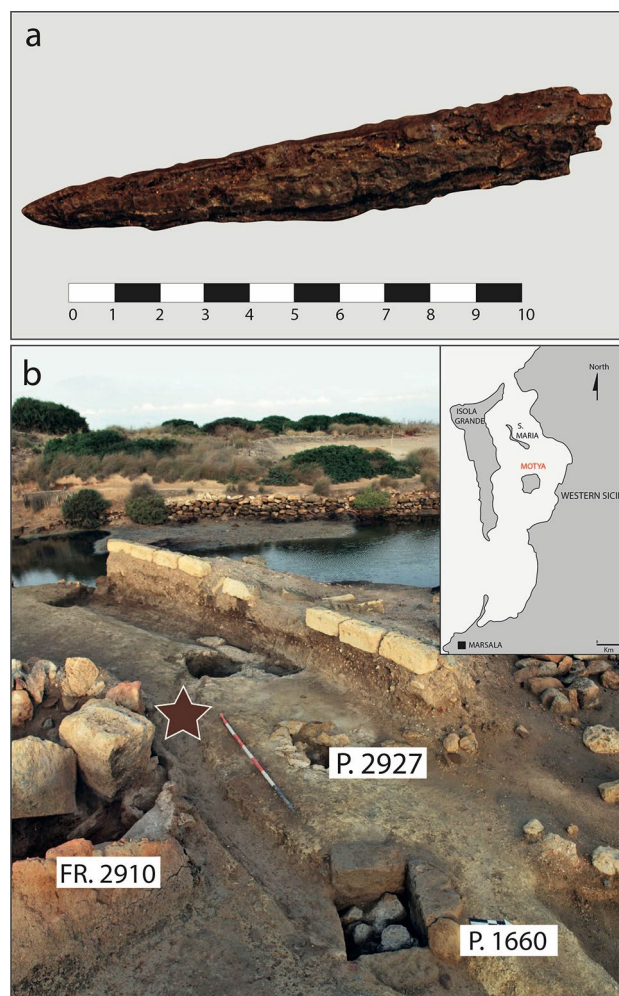 a
0 1 2 3 4 5 6 7 8 9 10
b
North
ISOLA
GRANDE
S.
MARIA
MOTYA
WESTERN SICI
MARSALA
Km
P. 2927
FR. 2910
P. 1660